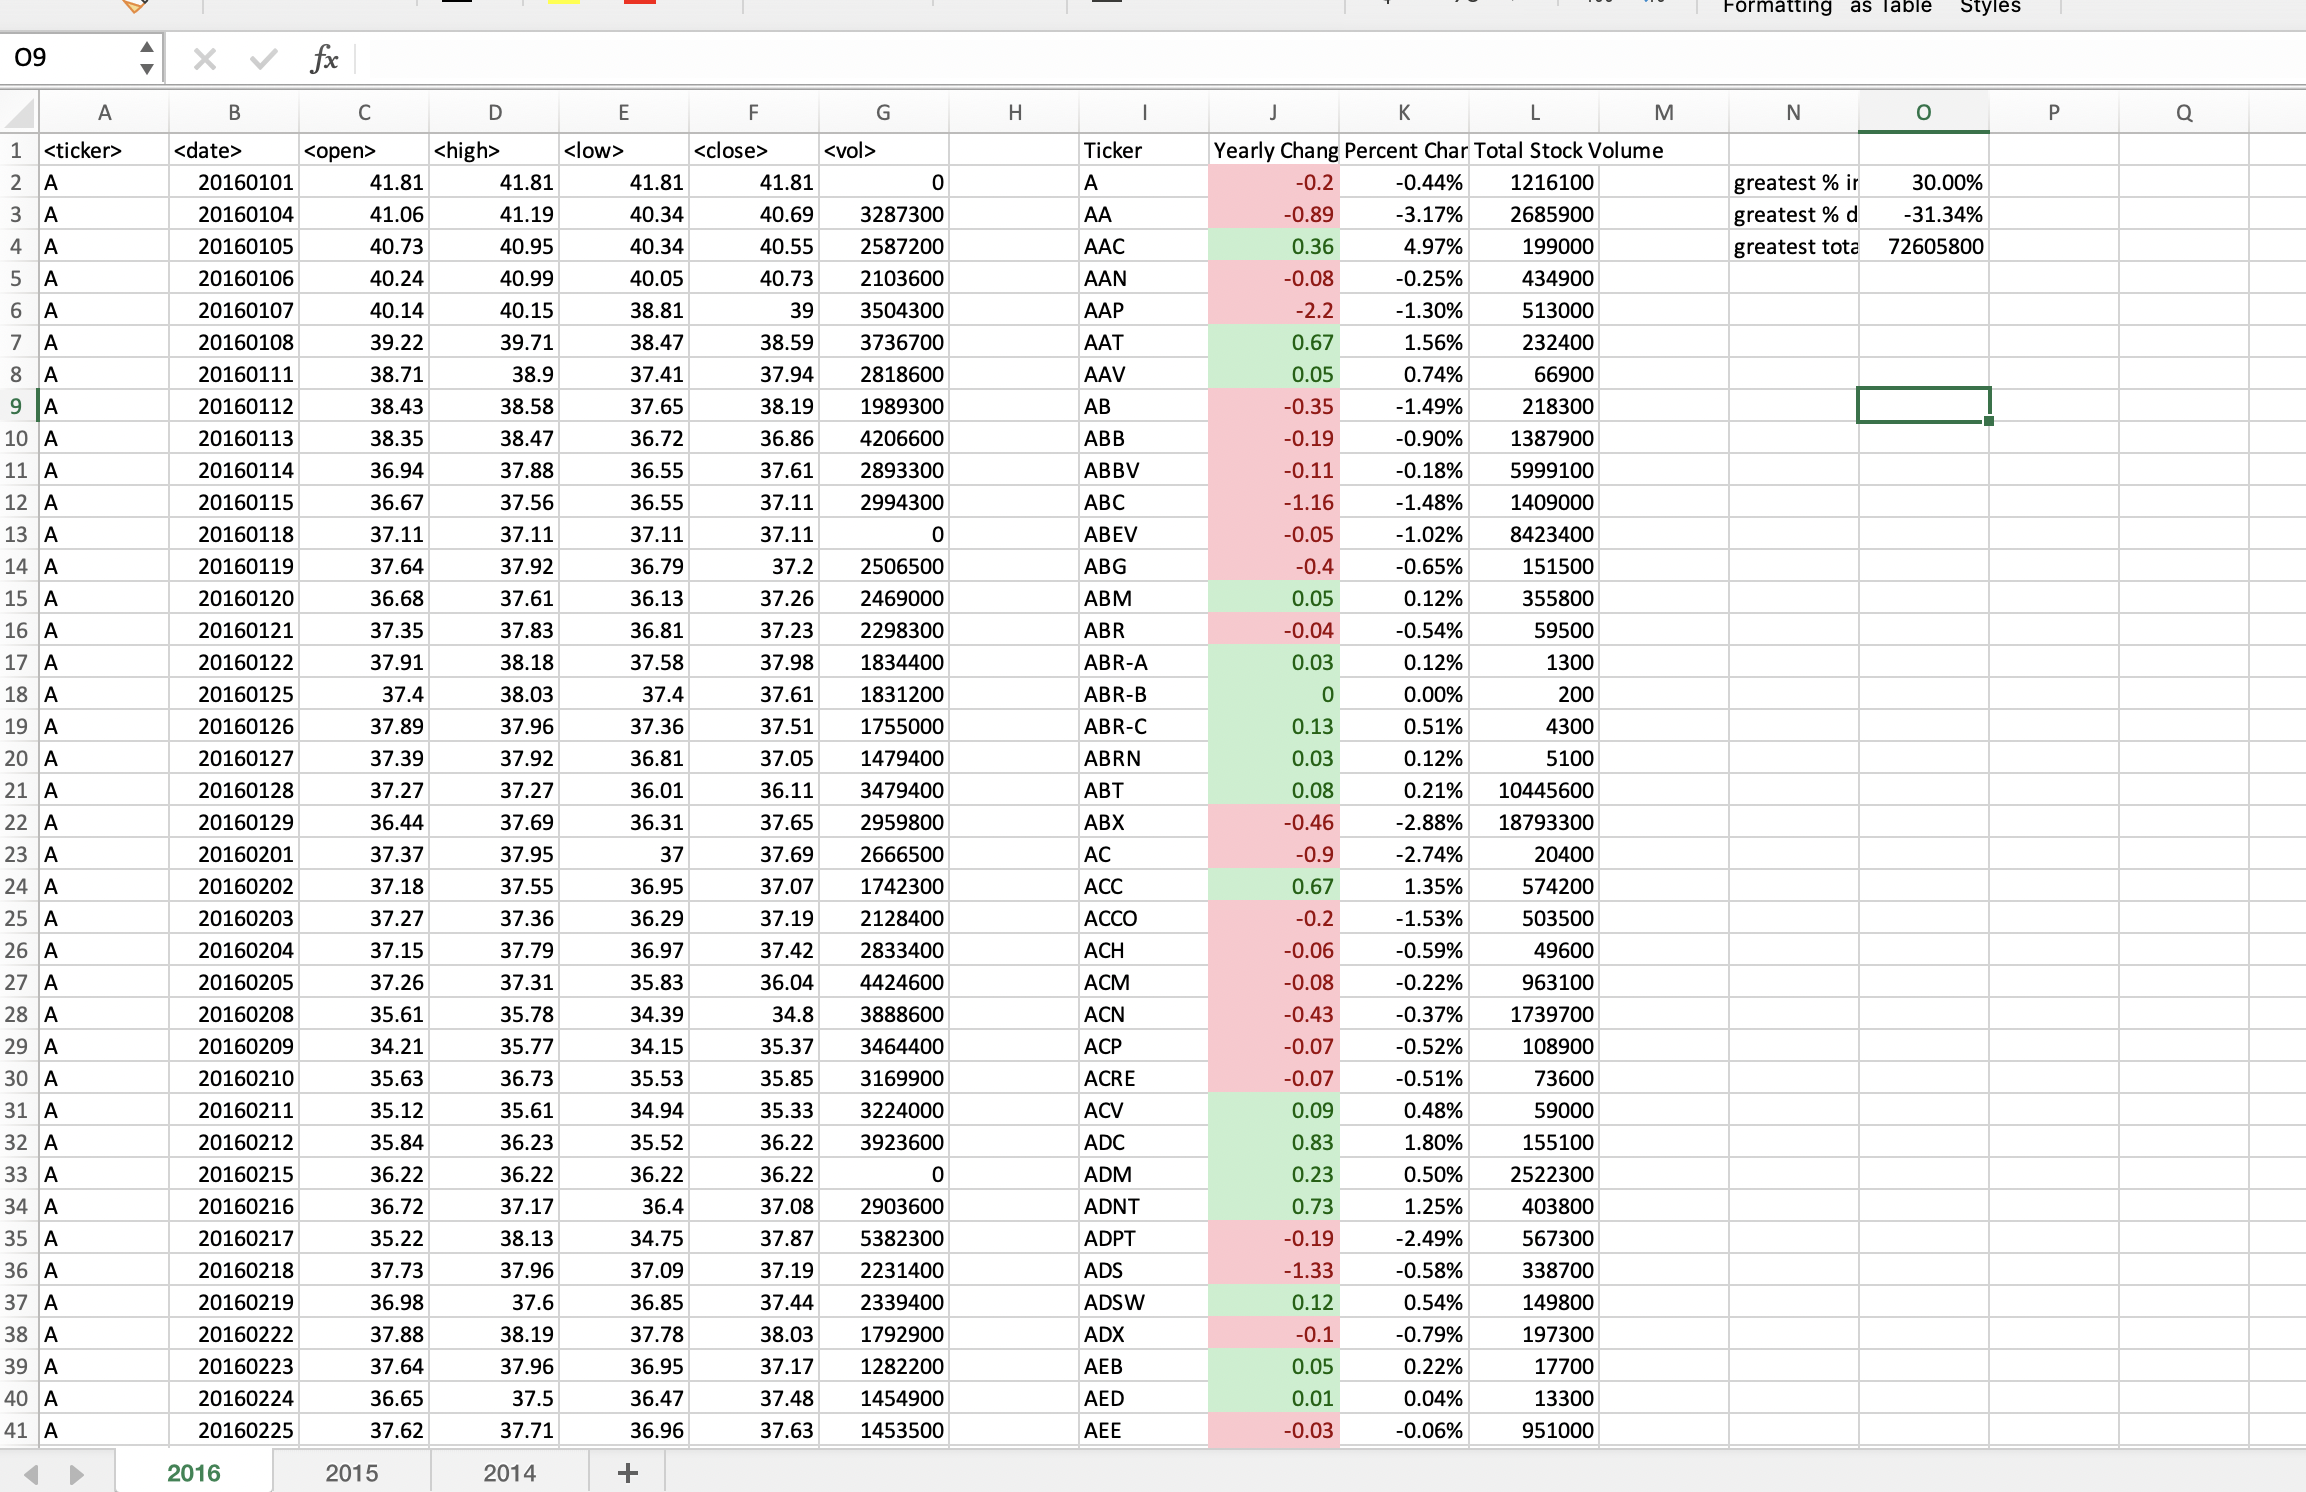 Formatting as Table Styles
O9 fx
A B C D E F G H I J K L M N O P Q
1 <ticker> <date> <open> <high> <low> <close> <vol> Ticker Yearly Chang Percent Char Total Stock Volume
2 A 20160101 41.81 41.81 41.81 41.81 0 A -0.2 -0.44% 1216100 greatest % ir 30.00%
3 A 20160104 41.06 41.19 40.34 40.69 3287300 AA -0.89 -3.17% 2685900 greatest % d -31.34%
4 A 20160105 40.73 40.95 40.34 40.55 2587200 AAC 0.36 4.97% 199000 greatest tota 72605800
5 A 20160106 40.24 40.99 40.05 40.73 2103600 AAN -0.08 -0.25% 434900
6 A 20160107 40.14 40.15 38.81 39 3504300 AAP -2.2 -1.30% 513000
7 A 20160108 39.22 39.71 38.47 38.59 3736700 AAT 0.67 1.56% 232400
8 A 20160111 38.71 38.9 37.41 37.94 2818600 AAV 0.05 0.74% 66900
9 A 20160112 38.43 38.58 37.65 38.19 1989300 AB -0.35 -1.49% 218300
10 A 20160113 38.35 38.47 36.72 36.86 4206600 ABB -0.19 -0.90% 1387900
11 A 20160114 36.94 37.88 36.55 37.61 2893300 ABBV -0.11 -0.18% 5999100
12 A 20160115 36.67 37.56 36.55 37.11 2994300 ABC -1.16 -1.48% 1409000
13 A 20160118 37.11 37.11 37.11 37.11 0 ABEV -0.05 -1.02% 8423400
14 A 20160119 37.64 37.92 36.79 37.2 2506500 ABG -0.4 -0.65% 151500
15 A 20160120 36.68 37.61 36.13 37.26 2469000 ABM 0.05 0.12% 355800
16 A 20160121 37.35 37.83 36.81 37.23 2298300 ABR -0.04 -0.54% 59500
17 A 20160122 37.91 38.18 37.58 37.98 1834400 ABR-A 0.03 0.12% 1300
18 A 20160125 37.4 38.03 37.4 37.61 1831200 ABR-B 0 0.00% 200
19 A 20160126 37.89 37.96 37.36 37.51 1755000 ABR-C 0.13 0.51% 4300
20 A 20160127 37.39 37.92 36.81 37.05 1479400 ABRN 0.03 0.12% 5100
21 A 20160128 37.27 37.27 36.01 36.11 3479400 ABT 0.08 0.21% 10445600
22 A 20160129 36.44 37.69 36.31 37.65 2959800 ABX -0.46 -2.88% 18793300
23 A 20160201 37.37 37.95 37 37.69 2666500 AC -0.9 -2.74% 20400
24 A 20160202 37.18 37.55 36.95 37.07 1742300 ACC 0.67 1.35% 574200
25 A 20160203 37.27 37.36 36.29 37.19 2128400 ACCO -0.2 -1.53% 503500
26 A 20160204 37.15 37.79 36.97 37.42 2833400 ACH -0.06 -0.59% 49600
27 A 20160205 37.26 37.31 35.83 36.04 4424600 ACM -0.08 -0.22% 963100
28 A 20160208 35.61 35.78 34.39 34.8 3888600 ACN -0.43 -0.37% 1739700
29 A 20160209 34.21 35.77 34.15 35.37 3464400 ACP -0.07 -0.52% 108900
30 A 20160210 35.63 36.73 35.53 35.85 3169900 ACRE -0.07 -0.51% 73600
31 A 20160211 35.12 35.61 34.94 35.33 3224000 ACV 0.09 0.48% 59000
32 A 20160212 35.84 36.23 35.52 36.22 3923600 ADC 0.83 1.80% 155100
33 A 20160215 36.22 36.22 36.22 36.22 0 ADM 0.23 0.50% 2522300
34 A 20160216 36.72 37.17 36.4 37.08 2903600 ADNT 0.73 1.25% 403800
35 A 20160217 35.22 38.13 34.75 37.87 5382300 ADPT -0.19 -2.49% 567300
36 A 20160218 37.73 37.96 37.09 37.19 2231400 ADS -1.33 -0.58% 338700
37 A 20160219 36.98 37.6 36.85 37.44 2339400 ADSW 0.12 0.54% 149800
38 A 20160222 37.88 38.19 37.78 38.03 1792900 ADX -0.1 -0.79% 197300
39 A 20160223 37.64 37.96 36.95 37.17 1282200 AEB 0.05 0.22% 17700
40 A 20160224 36.65 37.5 36.47 37.48 1454900 AED 0.01 0.04% 13300
41 A 20160225 37.62 37.71 36.96 37.63 1453500 AEE -0.03 -0.06% 951000
2016 2015 2014 +